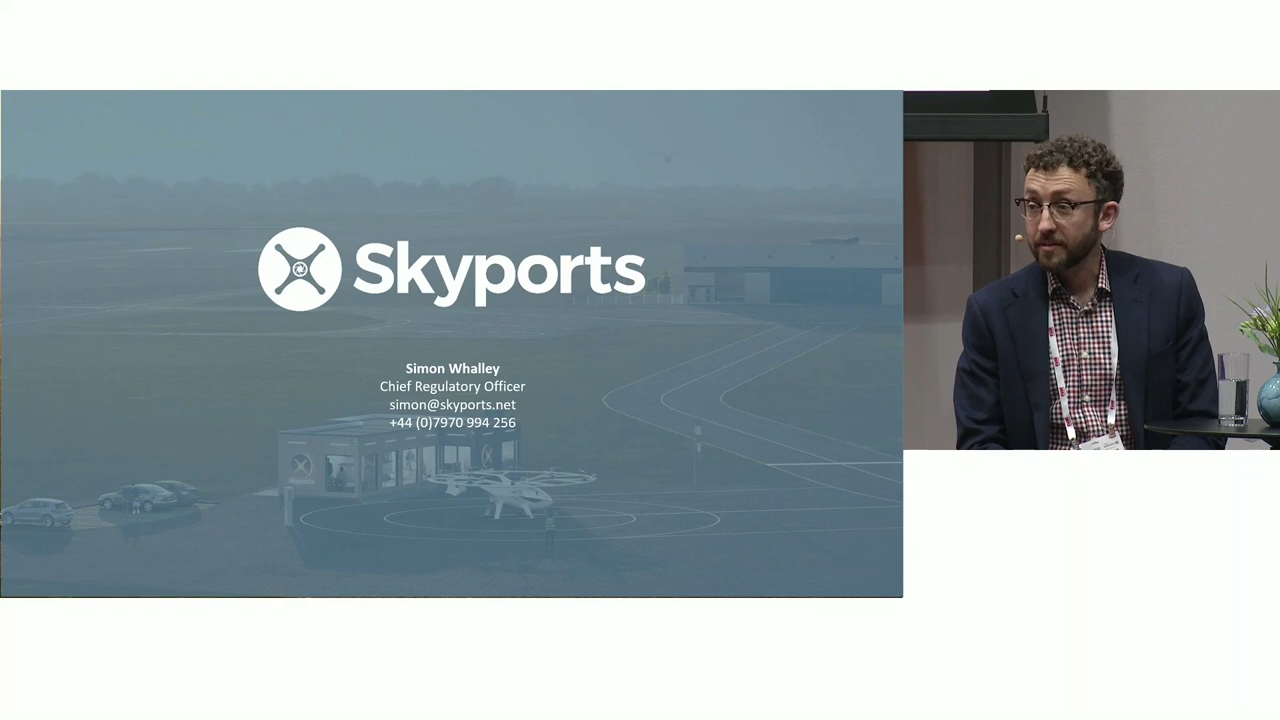 Skyports
Simon Whalley
Chief Regulatory Officer
simon@skyports.net
+44 (0)7970 994 256